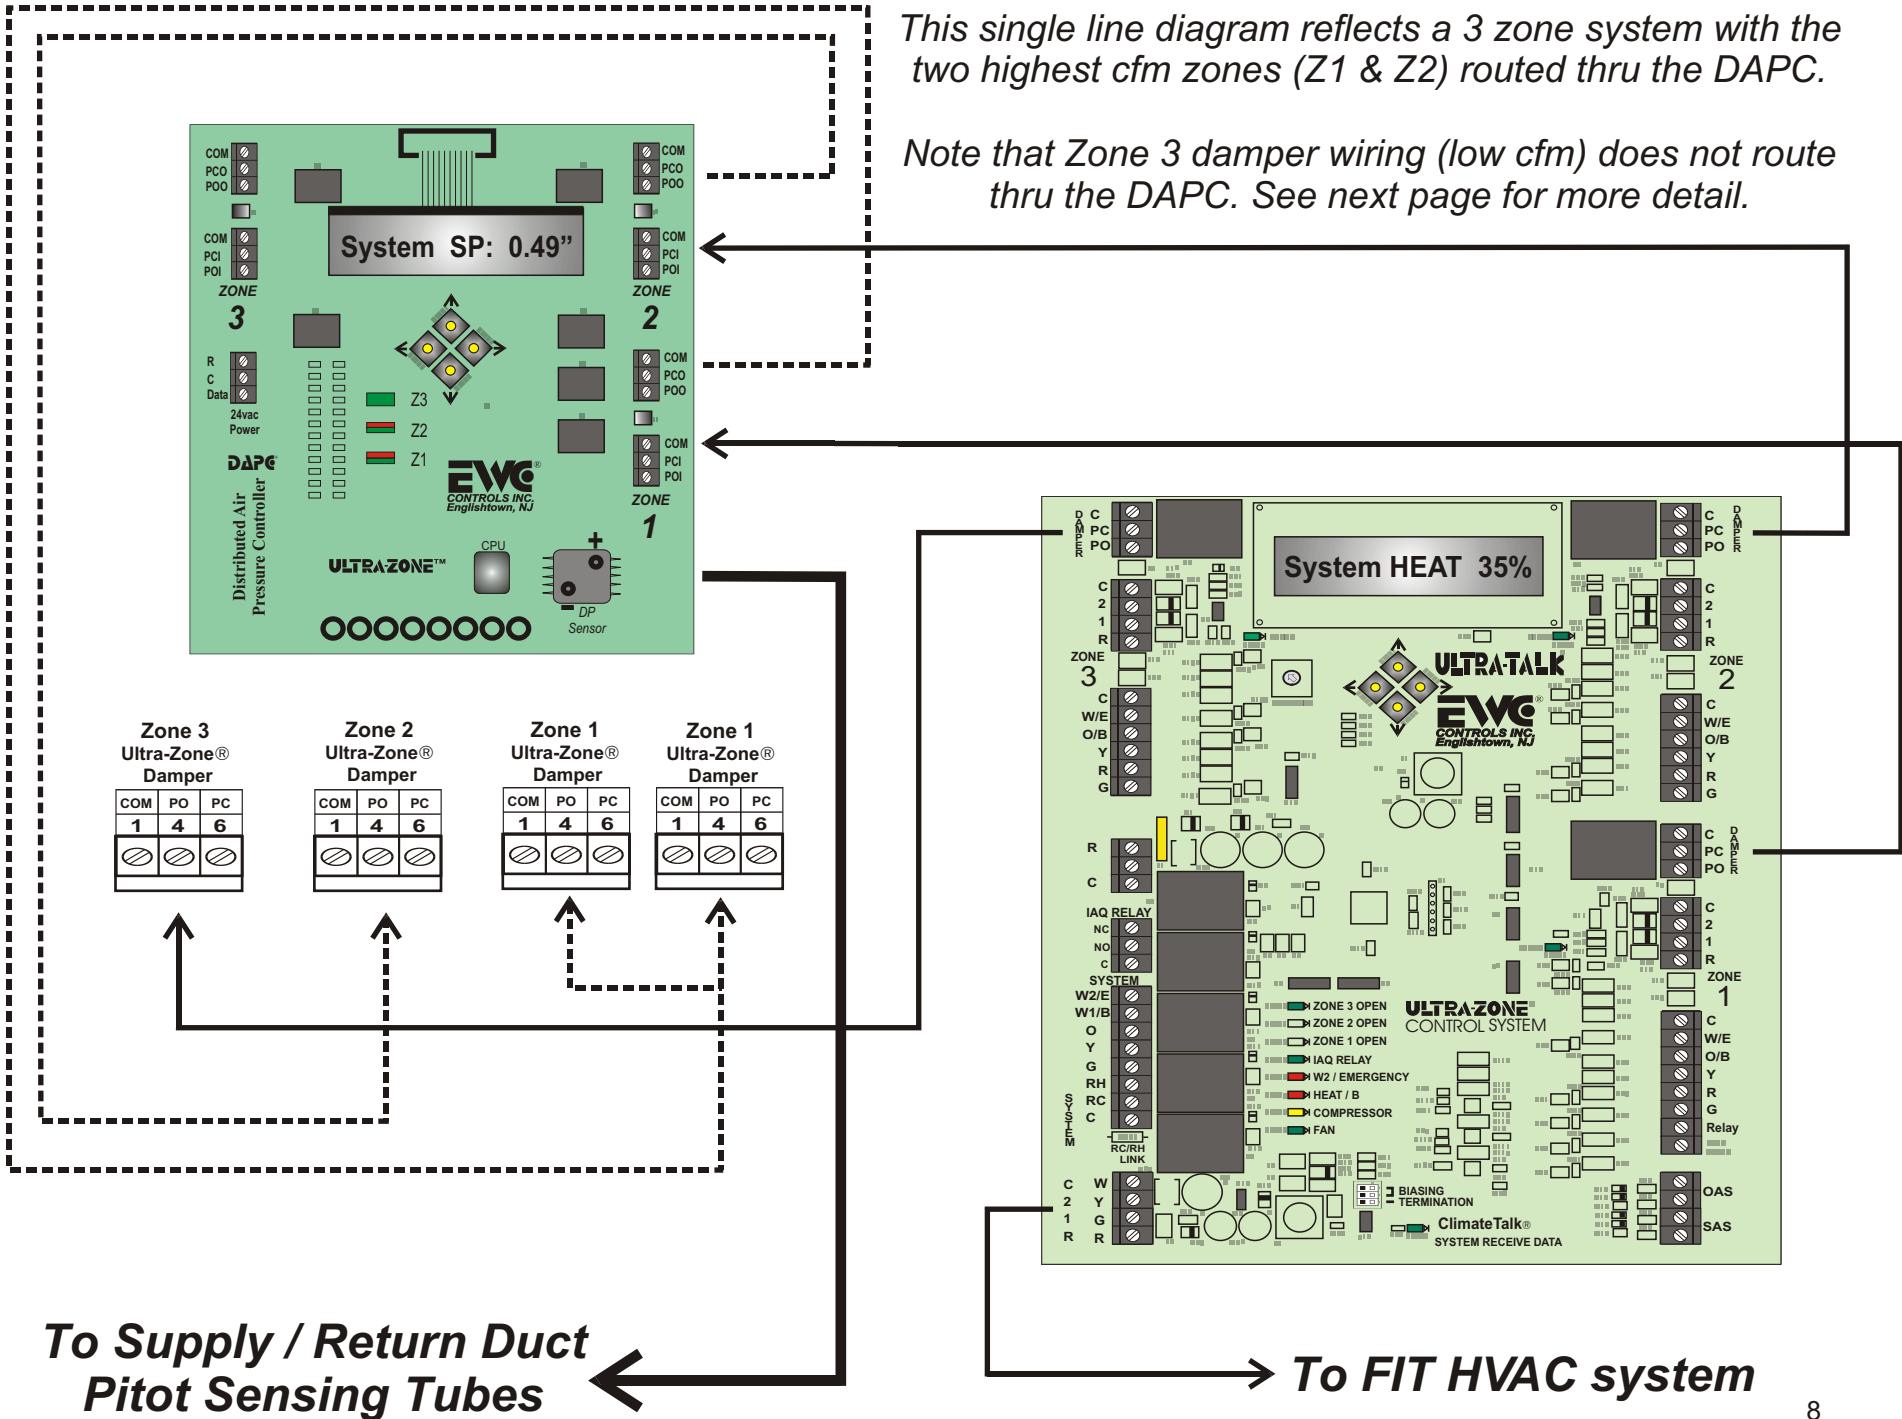 This single line diagram reflects a 3 zone system with the
two highest cfm zones (Z1 & Z2) routed thru the DAPC.
Note that Zone 3 damper wiring (low cfm) does not route
thru the DAPC. See next page for more detail.
COM
PCO
POO
COM
PCI
POI
ZONE
3
R
C
Data
24vac
Power
DAPC
Distributed Air
Pressure Controller
System SP: 0.49”
Z3
Z2
Z1
EWC®
CONTROLS INC.
Englishtown, NJ
ULTRA-ZONE™
CPU
+
-
DP
Sensor
COM
PCO
POO
COM
PCI
POI
ZONE
2
COM
PCO
POO
COM
PCI
POI
ZONE
1
Zone 3
Ultra-Zone®
Damper
COM PO PC
1 4 6
Zone 2
Ultra-Zone®
Damper
COM PO PC
1 4 6
Zone 1
Ultra-Zone®
Damper
COM PO PC
1 4 6
Zone 1
Ultra-Zone®
Damper
COM PO PC
1 4 6
DAMPER
C
PC
PO
C
2
1
R
ZONE
3
C
W/E
O/B
Y
R
G
R
C
IAQ RELAY
NC
NO
C
SYSTEM
W2/E
W1/B
O
Y
G
RH
RC
C
SYSTEM
RC/RH
LINK
C W
2 Y
1 G
R R
System HEAT 35%
ULTRA-TALK
EWC®
CONTROLS INC.
Englishtown, NJ
ZONE 3 OPEN
ZONE 2 OPEN
ZONE 1 OPEN
IAQ RELAY
W2 / EMERGENCY
HEAT / B
COMPRESSOR
FAN
ULTRA-ZONE®
CONTROL SYSTEM
BIASING
TERMINATION
ClimateTalk®
SYSTEM RECEIVE DATA
C
PC
PO
DAMPER
C
2
1
R
ZONE
2
C
W/E
O/B
Y
R
G
C
PC
PO
DAMPER
C
2
1
R
ZONE
1
C
W/E
O/B
Y
R
G
Relay
OAS
SAS
To Supply / Return Duct
Pitot Sensing Tubes
To FIT HVAC system
8